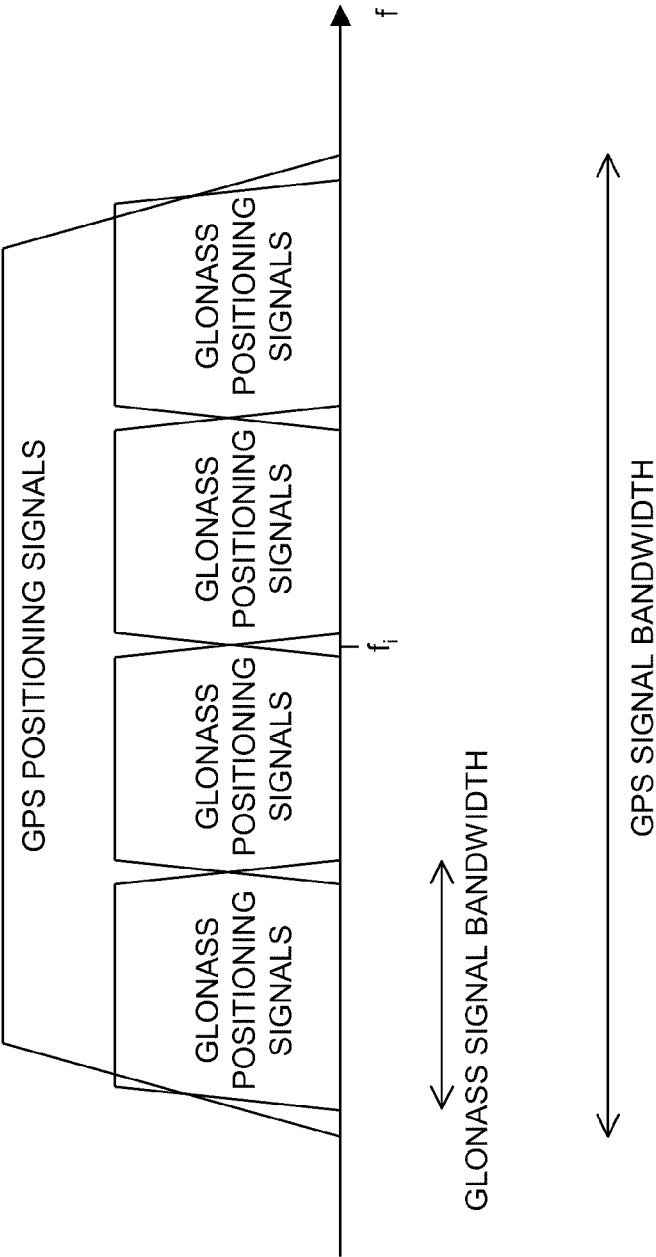 GPS POSITIONING SIGNALS
GLONASS
POSITIONING
SIGNALS
GLONASS
POSITIONING
SIGNALS
GLONASS
POSITIONING
SIGNALS
GLONASS
POSITIONING
SIGNALS
f
fi
GLONASS SIGNAL BANDWIDTH
GPS SIGNAL BANDWIDTH